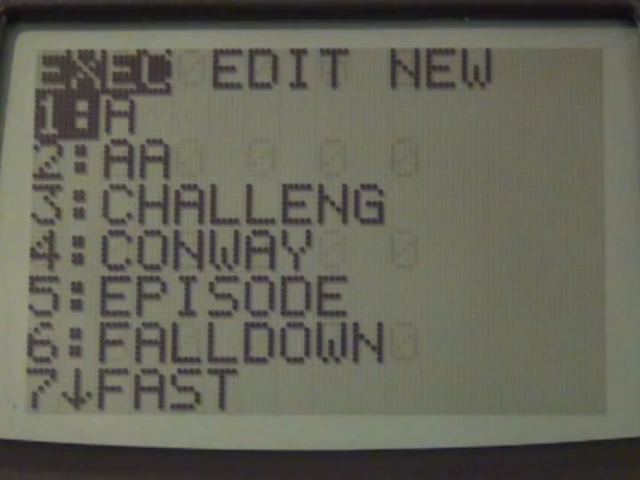 EXEC EDIT NEW
1:A
2:AA
3:CHALLENG
4:CONWAY
5:EPISODE
6:FALLDOWN
7↓FAST